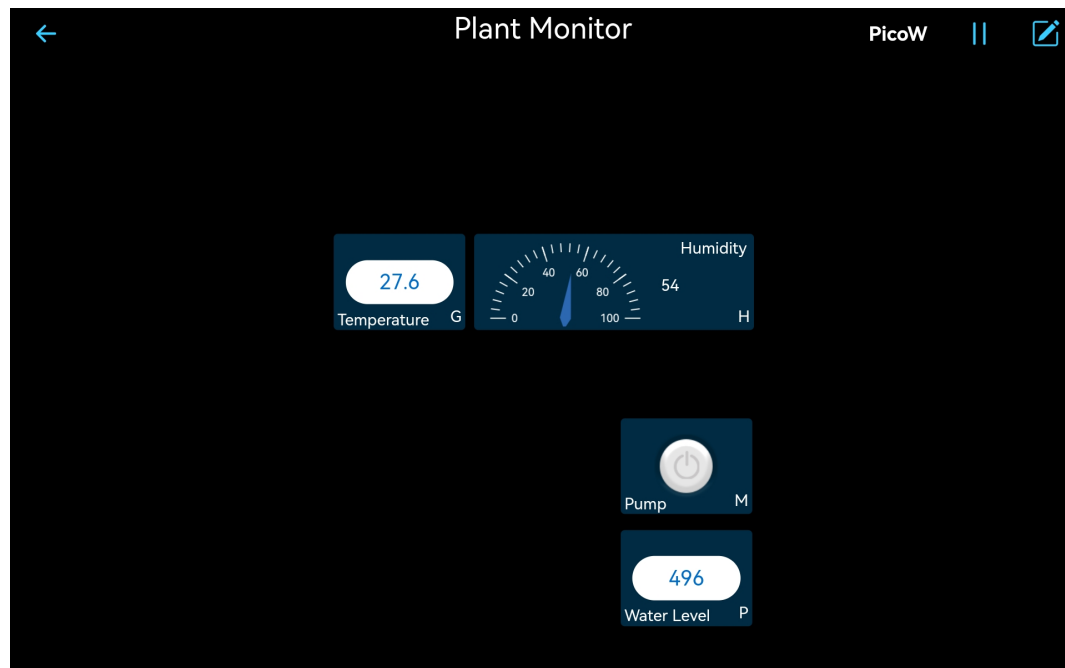 Plant Monitor
PicoW
27.6
Temperature G
Humidity
0 20 40 60 80 100
54
H
Pump M
496
Water Level P